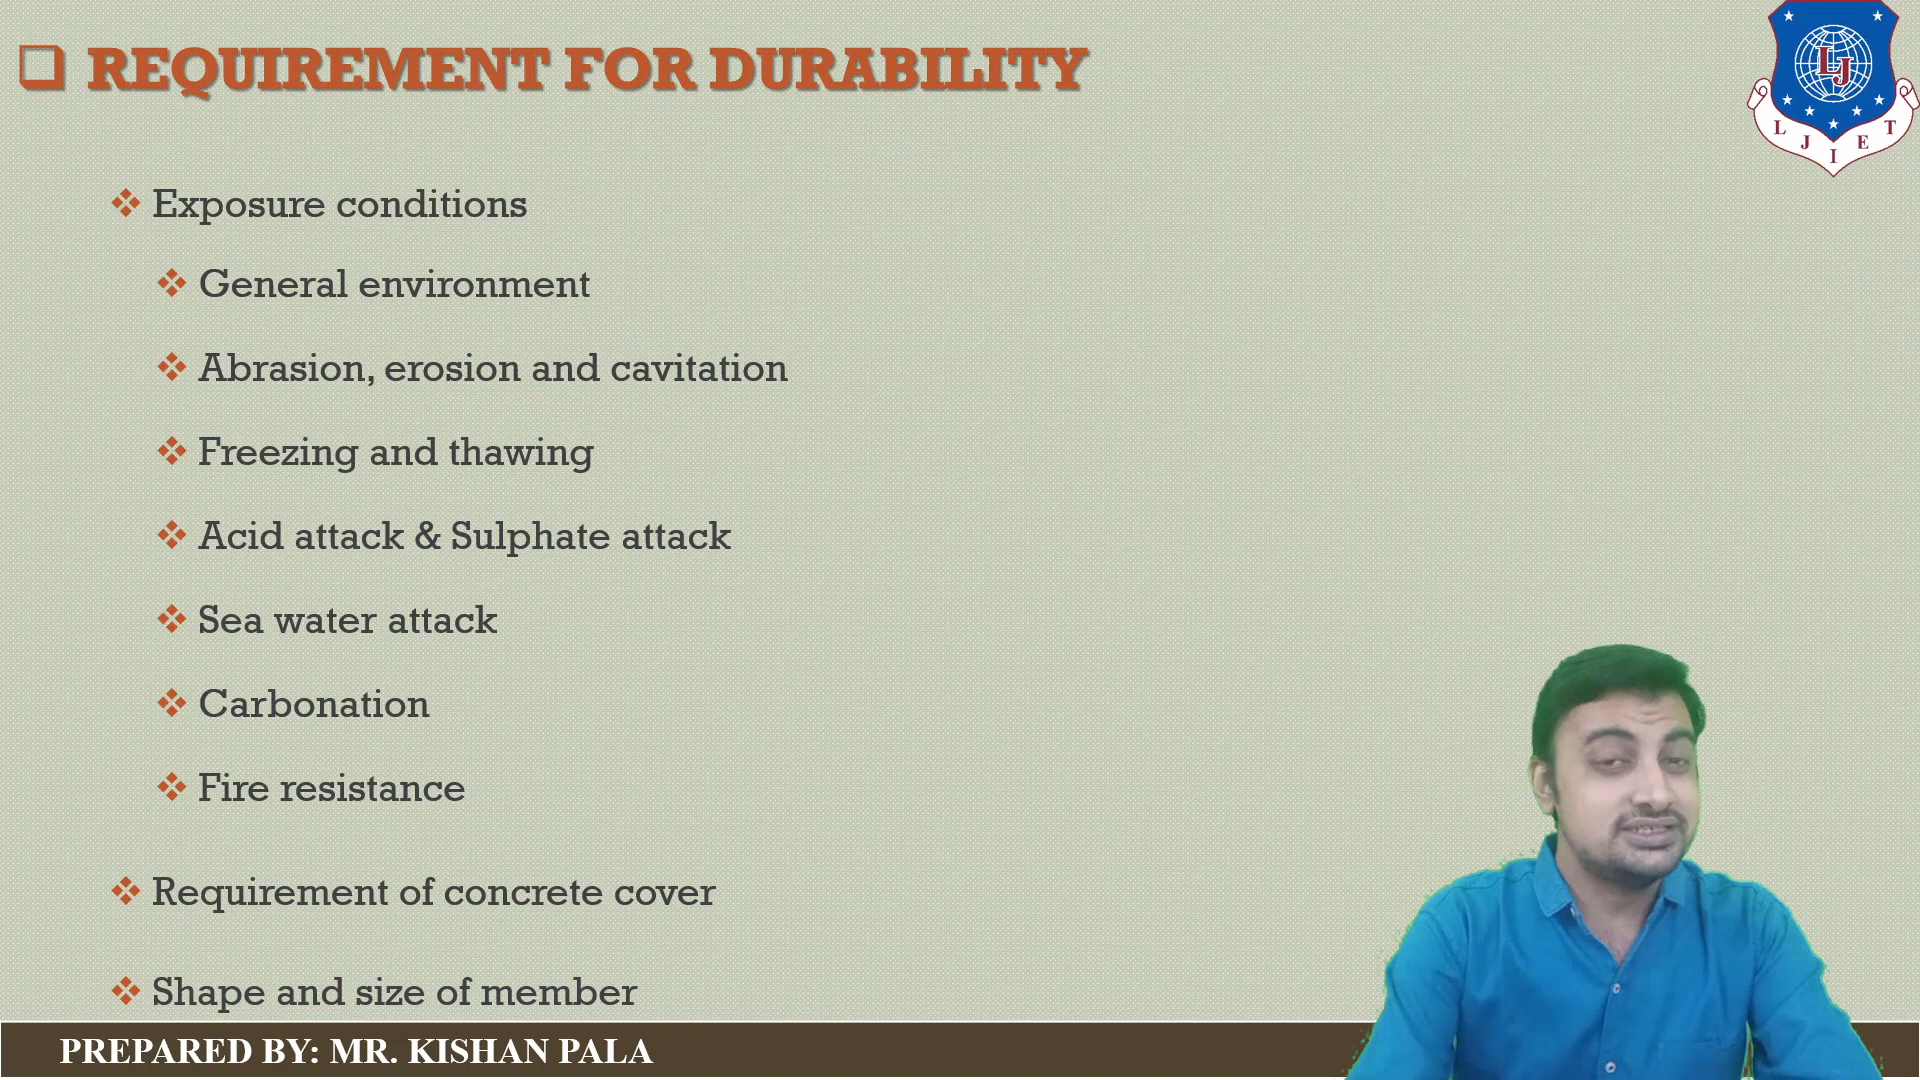 REQUIREMENT FOR DURABILITY
Exposure conditions
General environment
Abrasion, erosion and cavitation
Freezing and thawing
Acid attack & Sulphate attack
Sea water attack
Carbonation
Fire resistance
Requirement of concrete cover
Shape and size of member
PREPARED BY: MR. KISHAN PALA
LJ
L J I E T